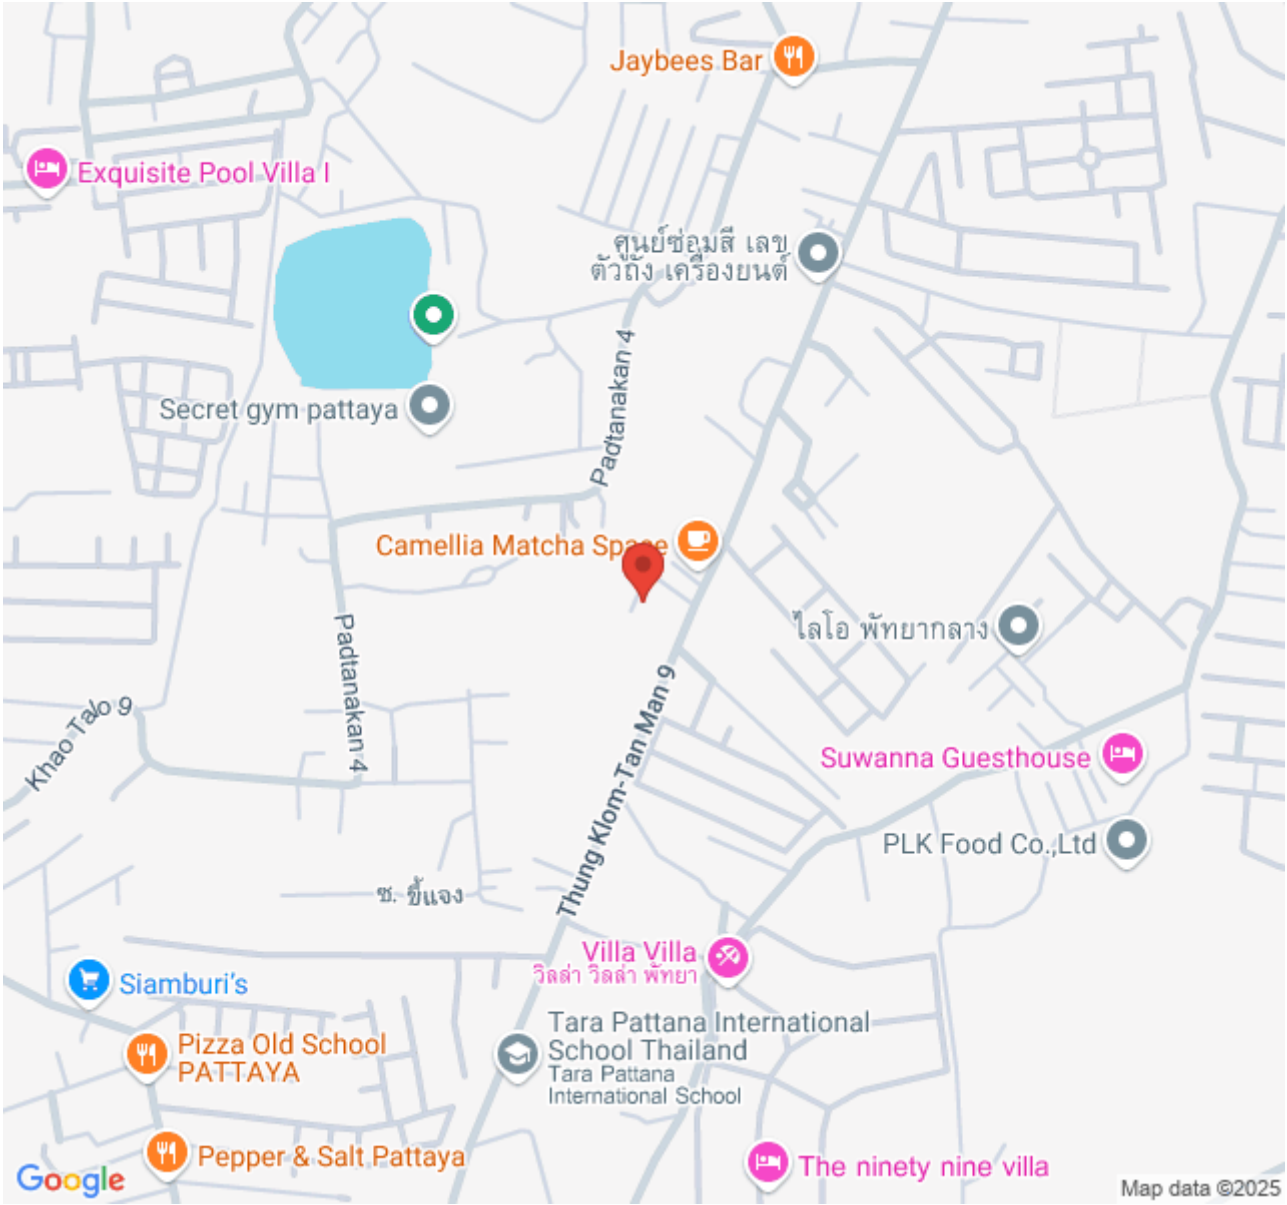 Jaybees Bar
Exquisite Pool Villa I
ศูนย์ซ่อมสี เลข
ตัวถัง เครื่องยนต์
Padtanakan 4
Secret gym pattaya
Camellia Matcha Space
ไลโอ พัทยากลาง
Padtanakan 4
Khao Talo 9
Thung Klom-Tan Man 9
Suwanna Guesthouse
PLK Food Co.,Ltd
ซ. ขี้แจง
Villa Villa
วิลล่า วิลล่า พัทยา
Siamburi's
Tara Pattana International
School Thailand
Tara Pattana
International School
Pizza Old School
PATTAYA
Pepper & Salt Pattaya
The ninety nine villa
Google
Map data ©2025